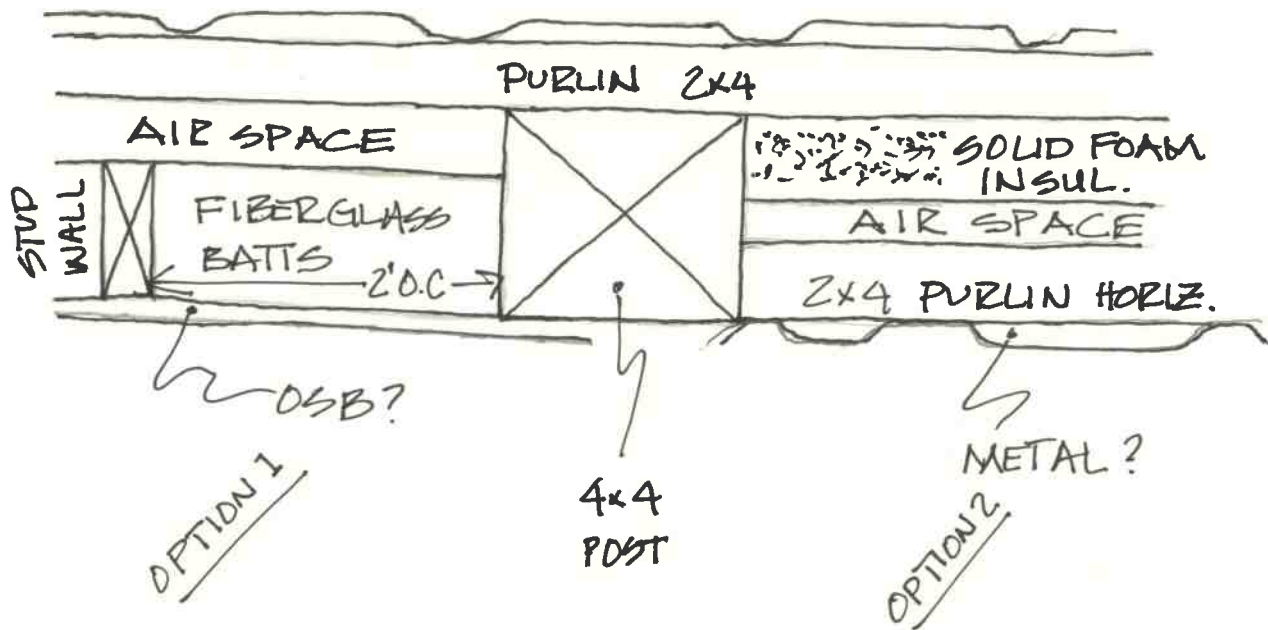 PURLIN 2x4
AIR SPACE
SOLID FOAM
INSUL.
STUD
WALL
FIBERGLASS
BATTS
2' O.C
AIR SPACE
2x4 PURLIN HORIZ.
OSB?
METAL?
4x4
POST
OPTION 1
OPTION 2